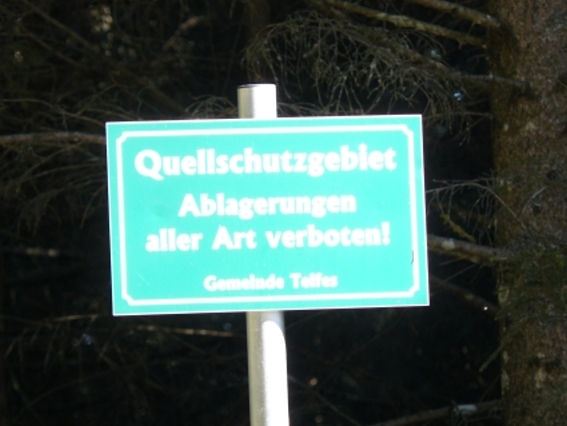 Quellschutzgebiet
Ablagerungen
aller Art verboten!
Gemeinde Telfes